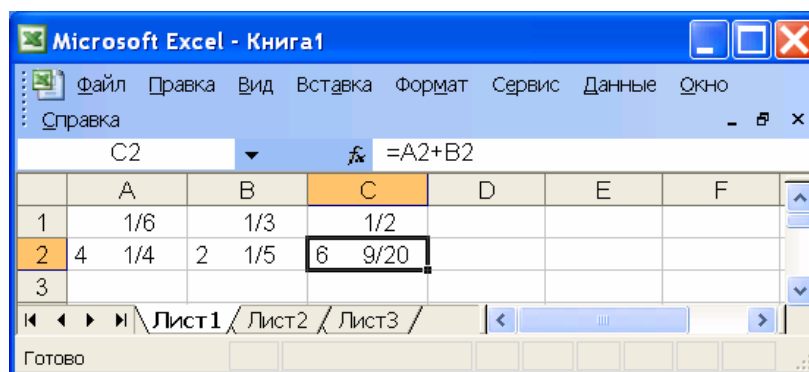 Microsoft Excel - Книга1
Файл Правка Вид Вставка Формат Сервис Данные Окно
Справка
C2 fx =A2+B2
A B C D E F
1 1/6 1/3 1/2
2 4 1/4 2 1/5 6 9/20
3
Лист1 Лист2 Лист3
Готово